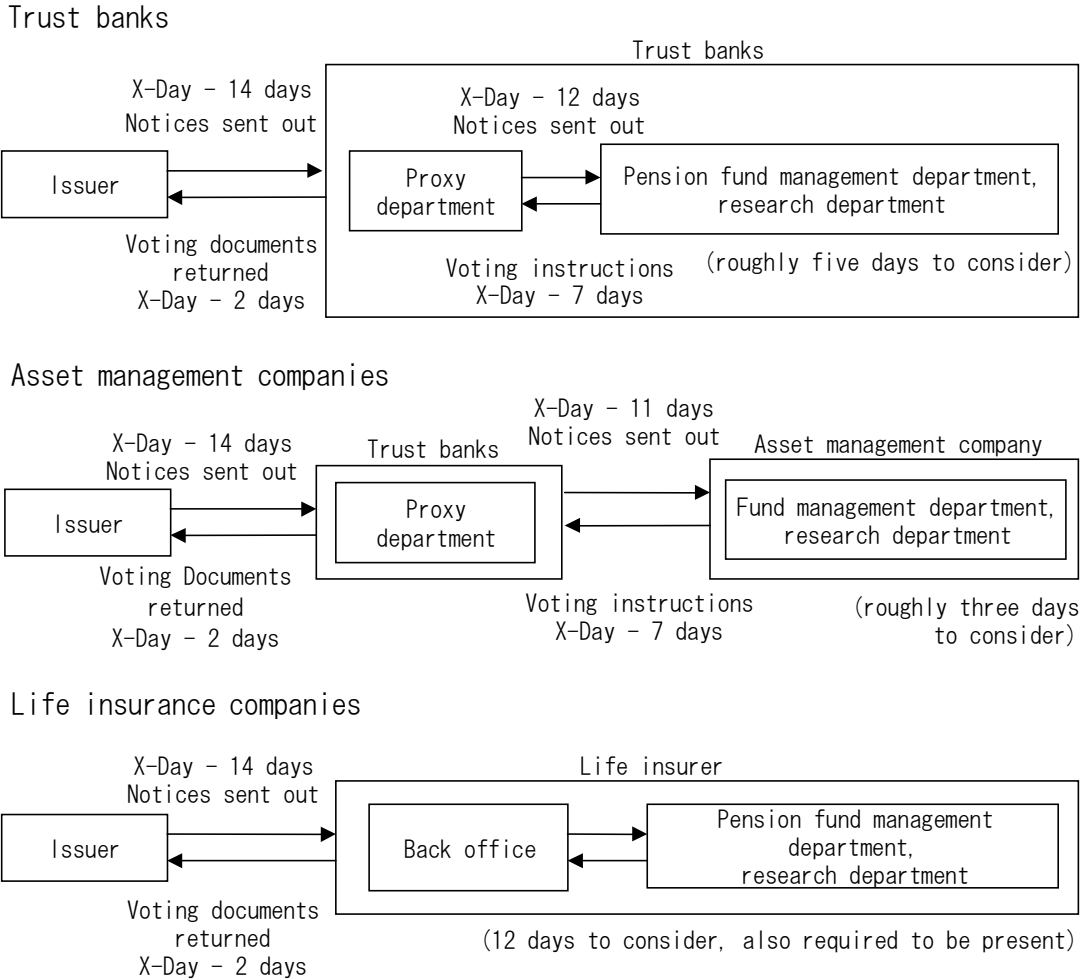 Trust banks
Trust banks
X-Day - 14 days
Notices sent out
X-Day - 12 days
Notices sent out
Issuer
Proxy
department
Pension fund management department,
research department
Voting documents
returned
X-Day - 2 days
Voting instructions
X-Day - 7 days
(roughly five days to consider)
Asset management companies
X-Day - 14 days
Notices sent out
Trust banks
X-Day - 11 days
Notices sent out
Asset management company
Issuer
Proxy
department
Fund management department,
research department
Voting Documents
returned
X-Day - 2 days
Voting instructions
X-Day - 7 days
(roughly three days
to consider)
Life insurance companies
X-Day - 14 days
Notices sent out
Life insurer
Issuer
Back office
Pension fund management
department,
research department
Voting documents
returned
X-Day - 2 days
(12 days to consider, also required to be present)